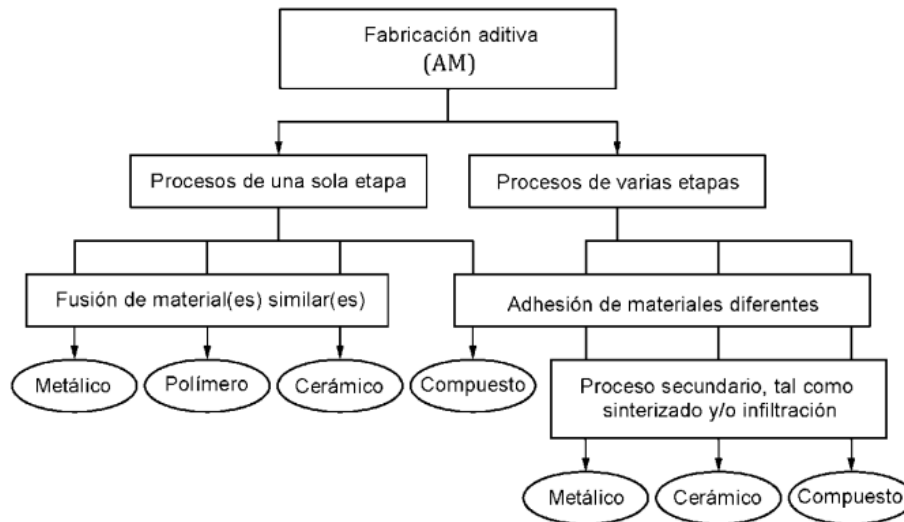 Fabricación aditiva
(AM)
Procesos de una sola etapa
Procesos de varias etapas
Fusión de material(es) similar(es)
Adhesión de materiales diferentes
Metálico
Polímero
Cerámico
Compuesto
Proceso secundario, tal como
sinterizado y/o infiltración
Metálico
Cerámico
Compuesto